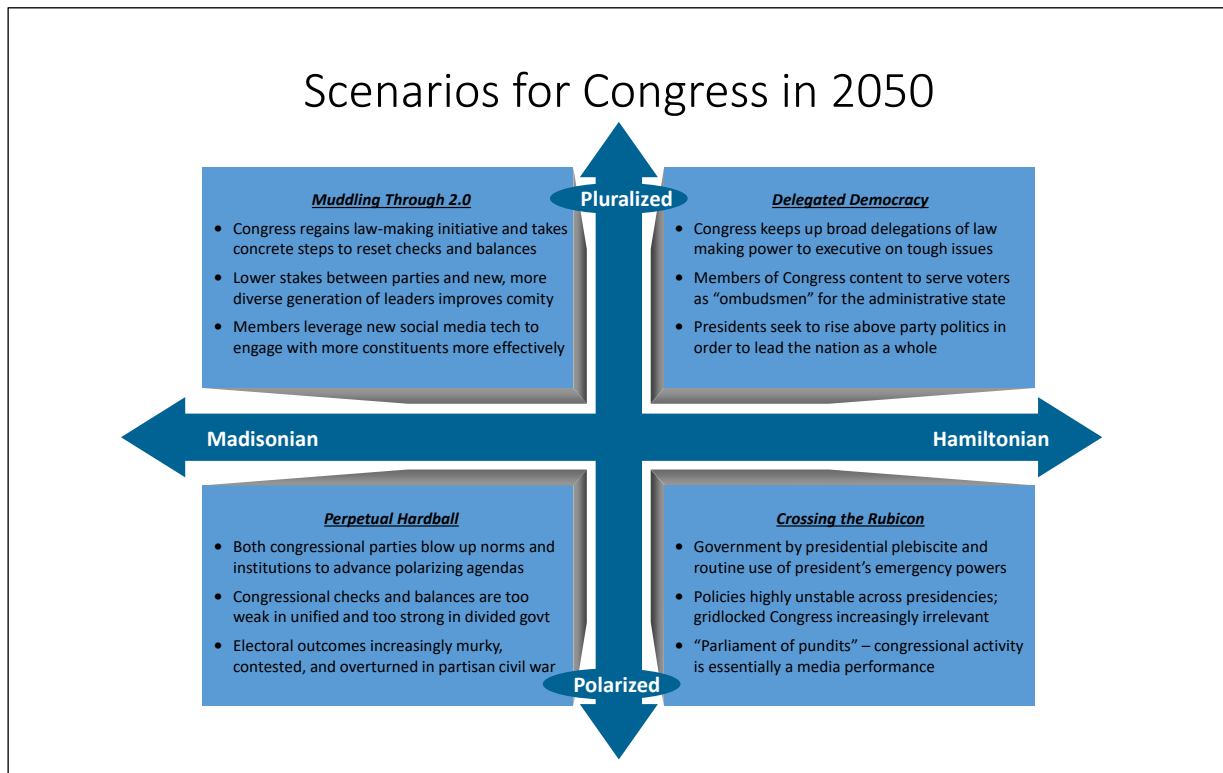 Scenarios for Congress in 2050
Pluralized
Muddling Through 2.0
• Congress regains law-making initiative and takes
concrete steps to reset checks and balances
• Lower stakes between parties and new, more
diverse generation of leaders improves comity
• Members leverage new social media tech to
engage with more constituents more effectively
Delegated Democracy
• Congress keeps up broad delegations of law
making power to executive on tough issues
• Members of Congress content to serve voters
as “ombudsmen” for the administrative state
• Presidents seek to rise above party politics in
order to lead the nation as a whole
Madisonian
Hamiltonian
Perpetual Hardball
• Both congressional parties blow up norms and
institutions to advance polarizing agendas
• Congressional checks and balances are too
weak in unified and too strong in divided govt
• Electoral outcomes increasingly murky,
contested, and overturned in partisan civil war
Crossing the Rubicon
• Government by presidential plebiscite and
routine use of president’s emergency powers
• Policies highly unstable across presidencies;
gridlocked Congress increasingly irrelevant
• “Parliament of pundits” – congressional activity
is essentially a media performance
Polarized